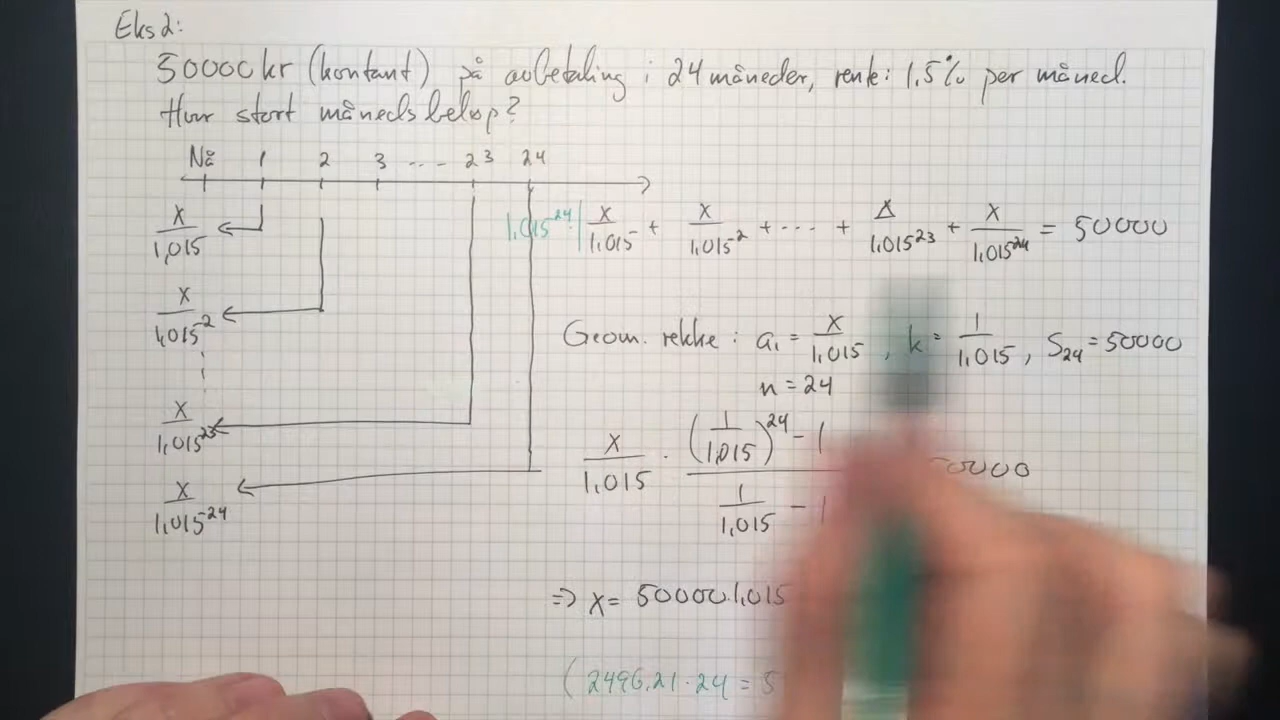 Eks 2:
50000 kr (kontant) på avbetaling i 24 måneder, rente: 1,5% per måned.
Hvor stort månedsbeløp?
Nå 1 2 3 .... 23 24
x/1,015
x/1,015^2
x/1,015^23
x/1,015^24
1,015^24 · | x/1,015 + x/1,015^2 + ... + x/1,015^23 + x/1,015^24 = 50000
Geom. rekke: a₁ = x/1,015, k = 1/1,015, S₂₄ = 50000
n = 24
x/1,015 · ((1/1,015)^24 - 1)/(1/1,015 - 1) 50000
⇒ x = 50000·1,015
(2496,21·24 = 5